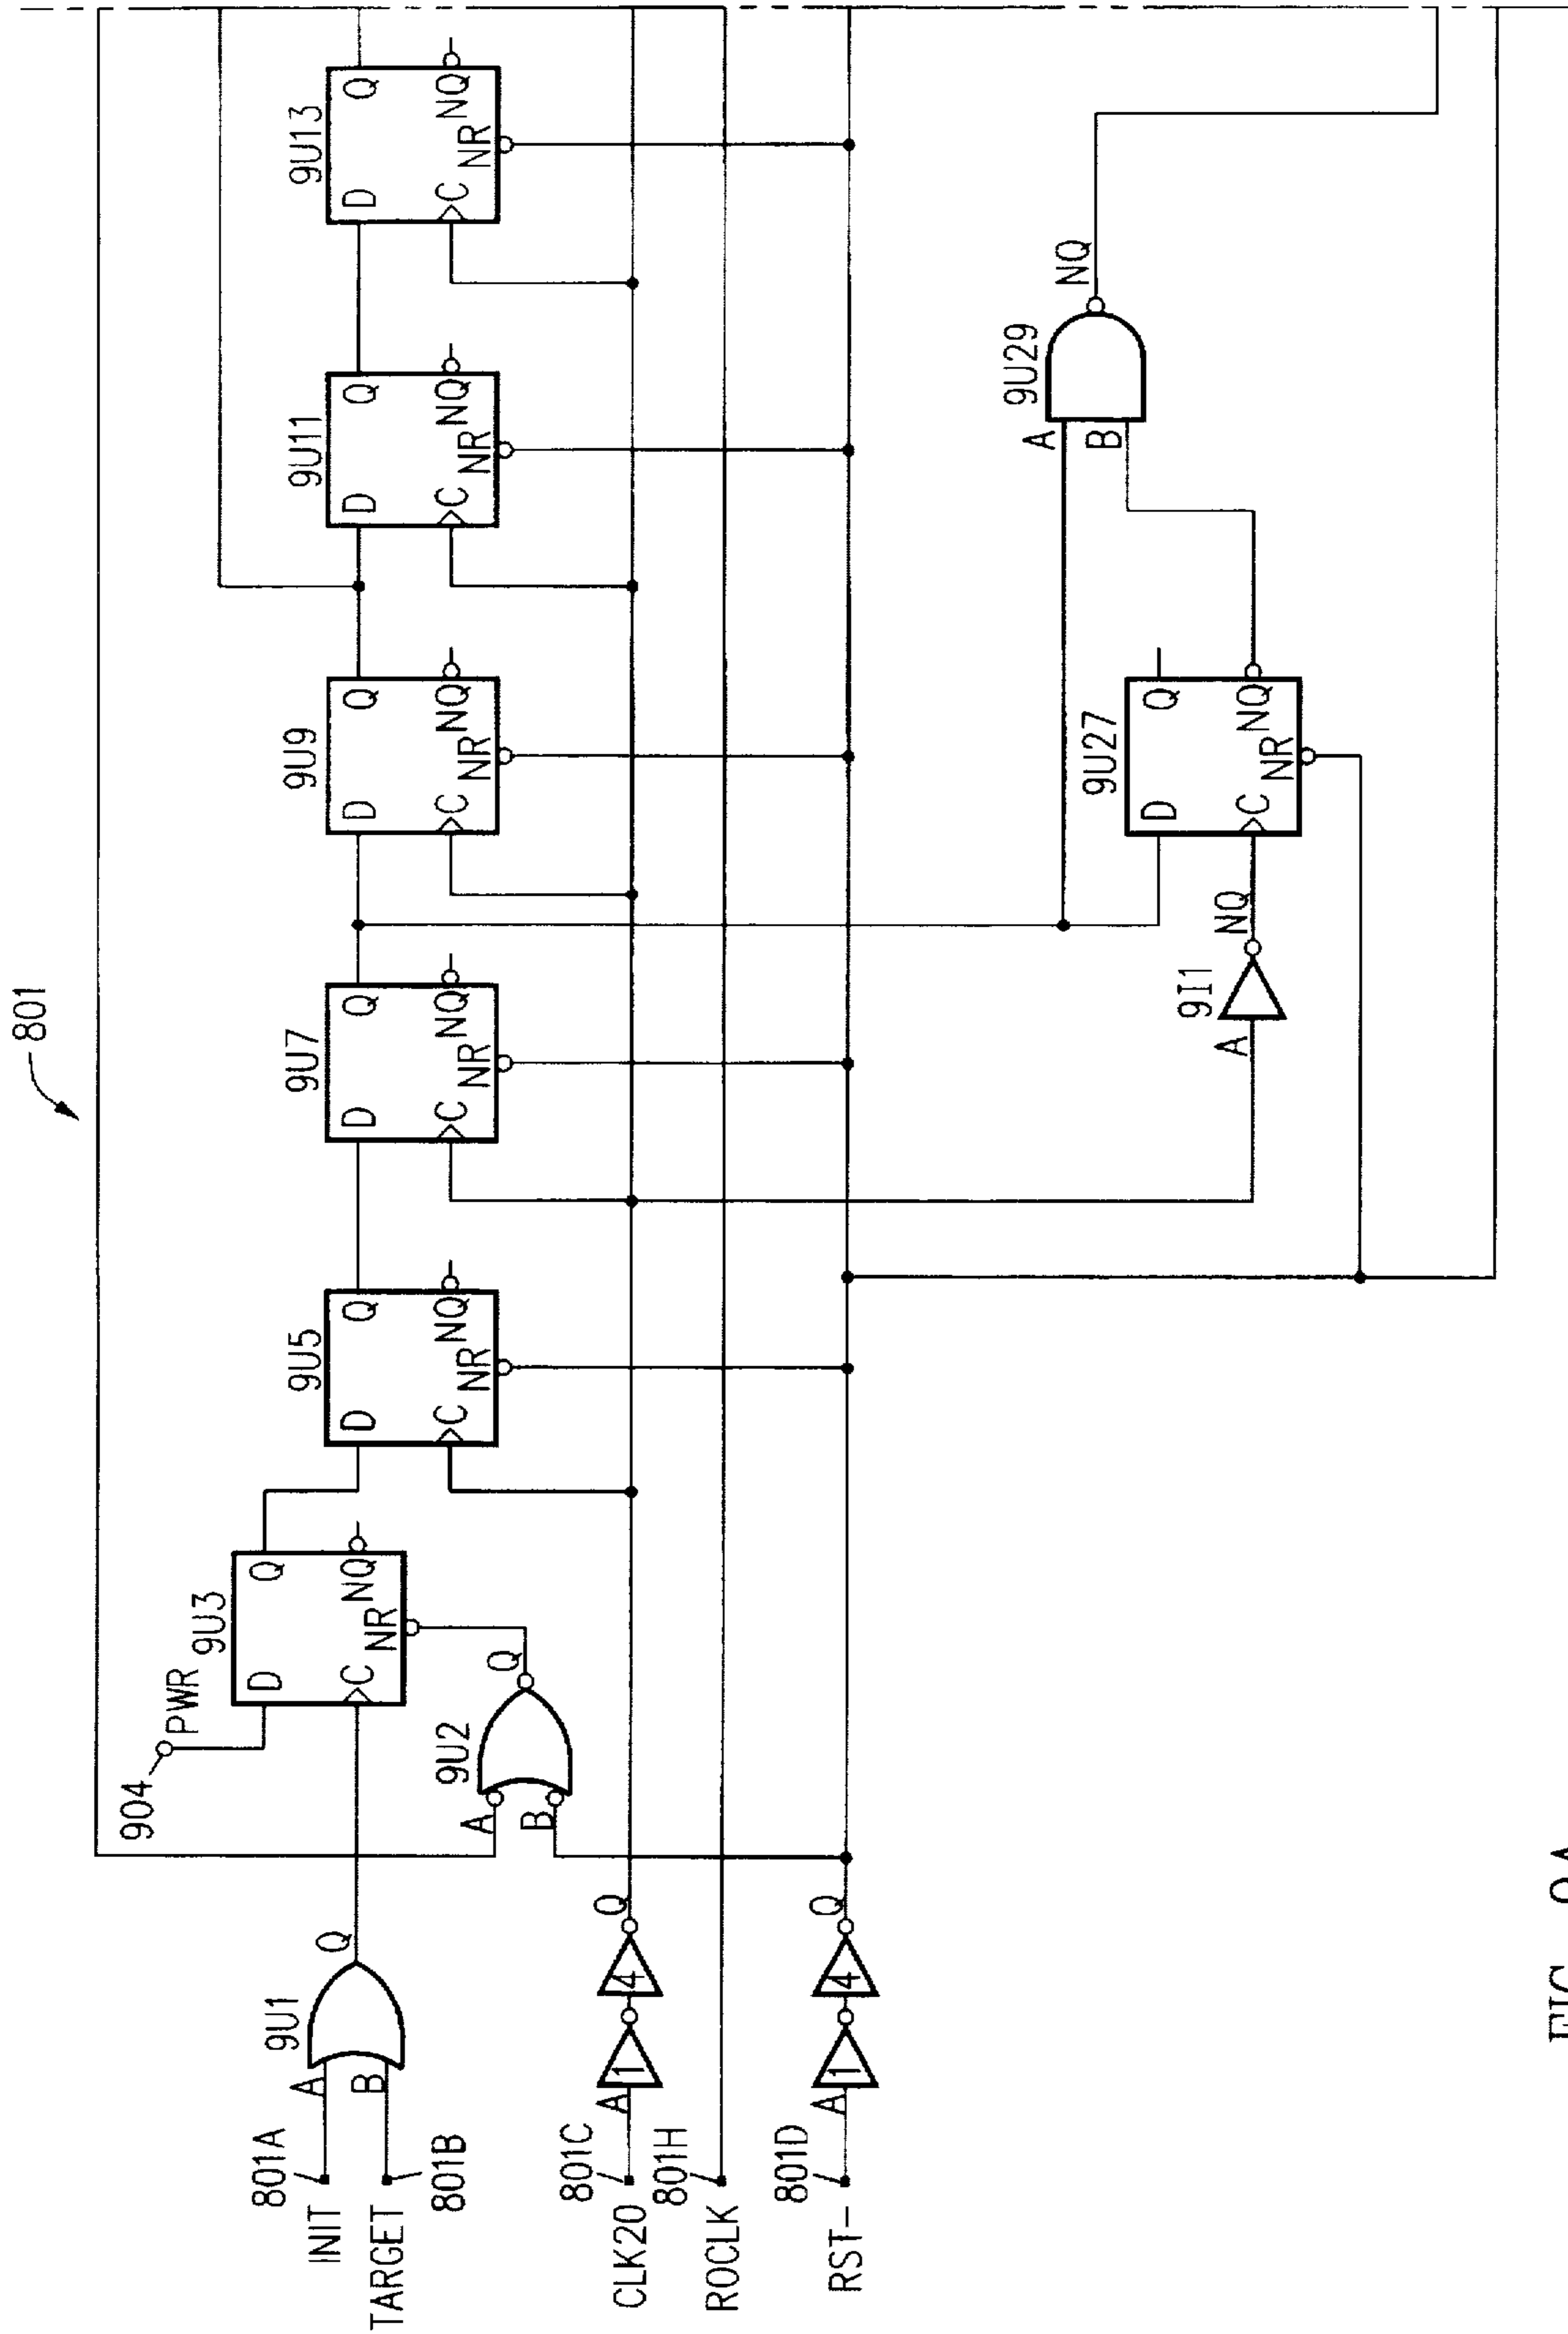 801
904
PWR
9U3
D
Q
C
NQ
NR
9U5
D
Q
C
NQ
NR
9U7
D
Q
C
NQ
NR
9U9
D
Q
C
NQ
NR
9U11
D
Q
C
NQ
NR
9U13
D
Q
C
NQ
NR
801A
INIT
TARGET
801B
A
B
9U1
Q
9U2
A
B
Q
801C
CLK20
A
1
4
Q
801H
ROCLK
801D
RST-
A
1
4
Q
9I1
A
NQ
9U27
D
Q
C
NQ
NR
9U29
A
B
NQ